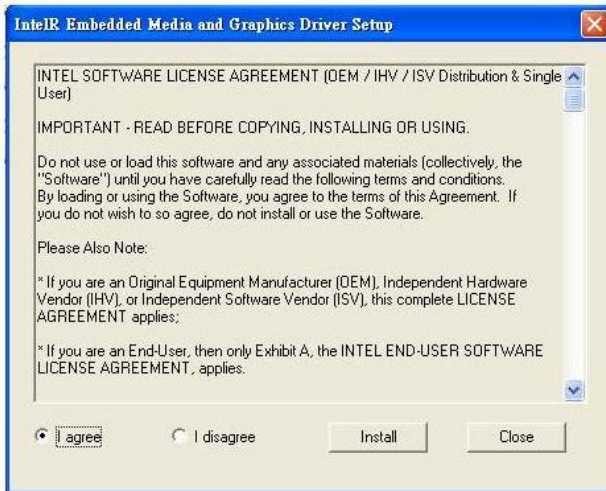 IntelR Embedded Media and Graphics Driver Setup
INTEL SOFTWARE LICENSE AGREEMENT (OEM / IHV / ISV Distribution & Single
User)
IMPORTANT - READ BEFORE COPYING, INSTALLING OR USING.
Do not use or load this software and any associated materials (collectively, the
"Software") until you have carefully read the following terms and conditions.
By loading or using the Software, you agree to the terms of this Agreement. If
you do not wish to so agree, do not install or use the Software.
Please Also Note:
* If you are an Original Equipment Manufacturer (OEM), Independent Hardware
Vendor (IHV), or Independent Software Vendor (ISV), this complete LICENSE
AGREEMENT applies;
* If you are an End-User, then only Exhibit A, the INTEL END-USER SOFTWARE
LICENSE AGREEMENT, applies.
I agree
I disagree
Install
Close